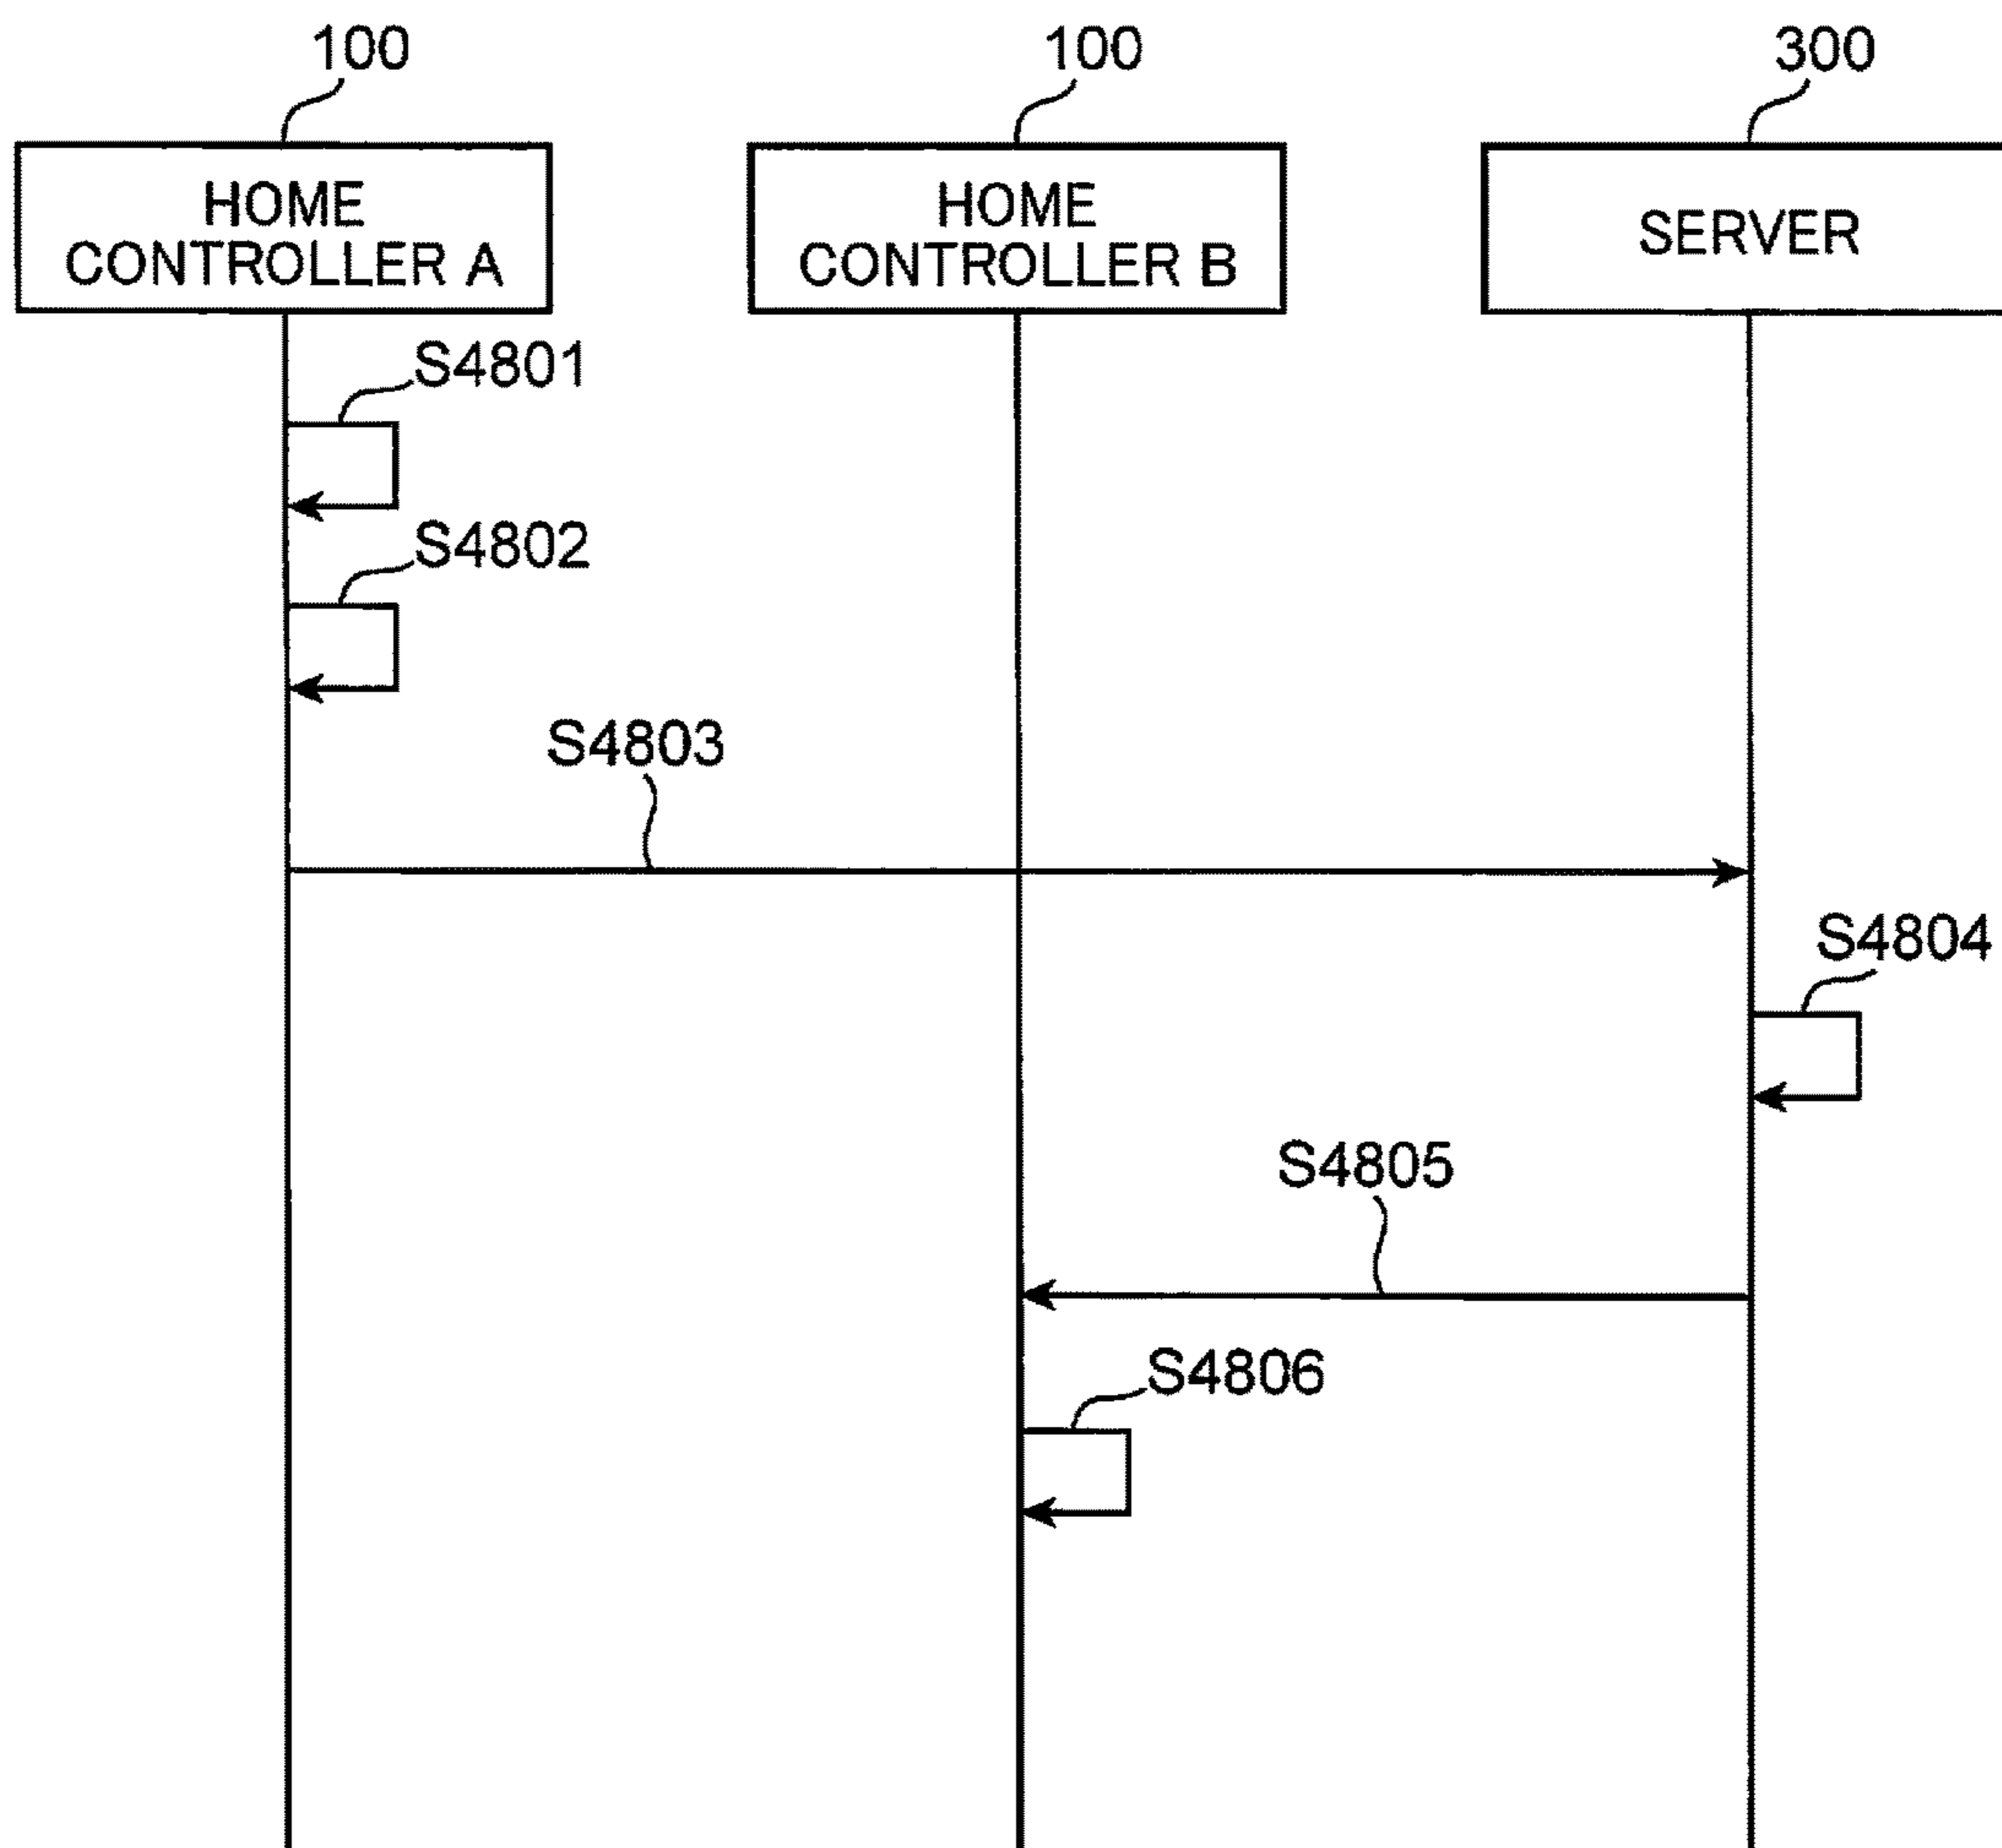 100
100
300
HOME
CONTROLLER A
HOME
CONTROLLER B
SERVER
S4801
S4802
S4803
S4804
S4805
S4806